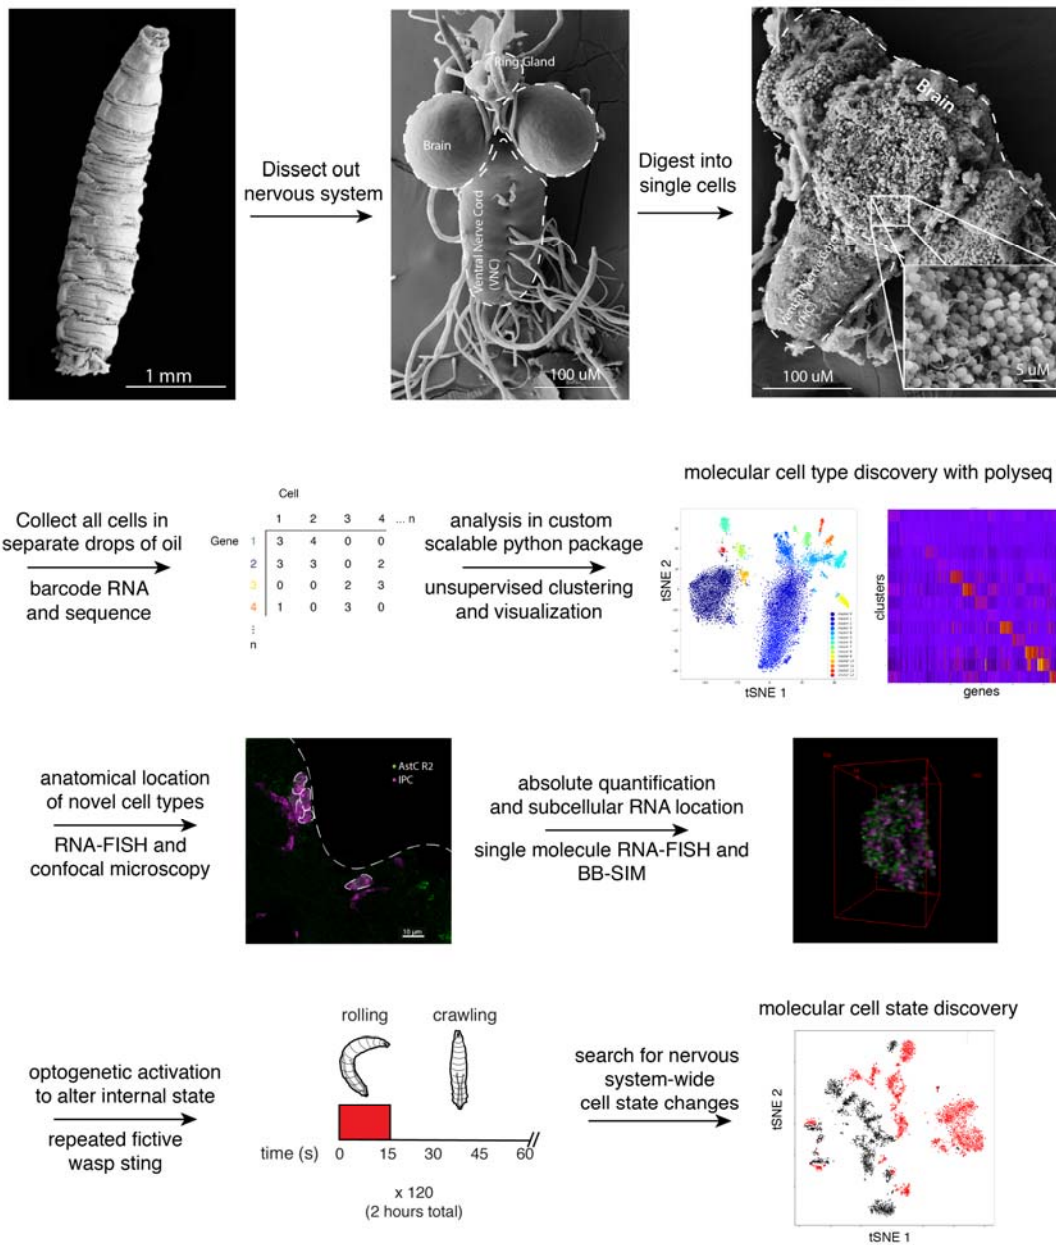 Ring Gland
Brain
Ventral Nerve Cord
(VNC)
1 mm
100 uM
Dissect out
nervous system
Digest into
single cells
Brain
100 uM
5 uM
molecular cell type discovery with polyseq
Collect all cells in
separate drops of oil
barcode RNA
and sequence
Cell
1 2 3 4 ... n
Gene 1 3 4 0 0
2 3 3 0 2
3 0 0 2 3
4 1 0 3 0
⋮
n
analysis in custom
scalable python package
unsupervised clustering
and visualization
tSNE 2
tSNE 1
clusters
genes
anatomical location
of novel cell types
RNA-FISH and
confocal microscopy
+ AstC R2
+ IPC
10 µm
absolute quantification
and subcellular RNA location
single molecule RNA-FISH and
BB-SIM
optogenetic activation
to alter internal state
repeated fictive
wasp sting
rolling crawling
time (s) 0 15 30 45 60
x 120
(2 hours total)
search for nervous
system-wide
cell state changes
molecular cell state discovery
tSNE 2
tSNE 1